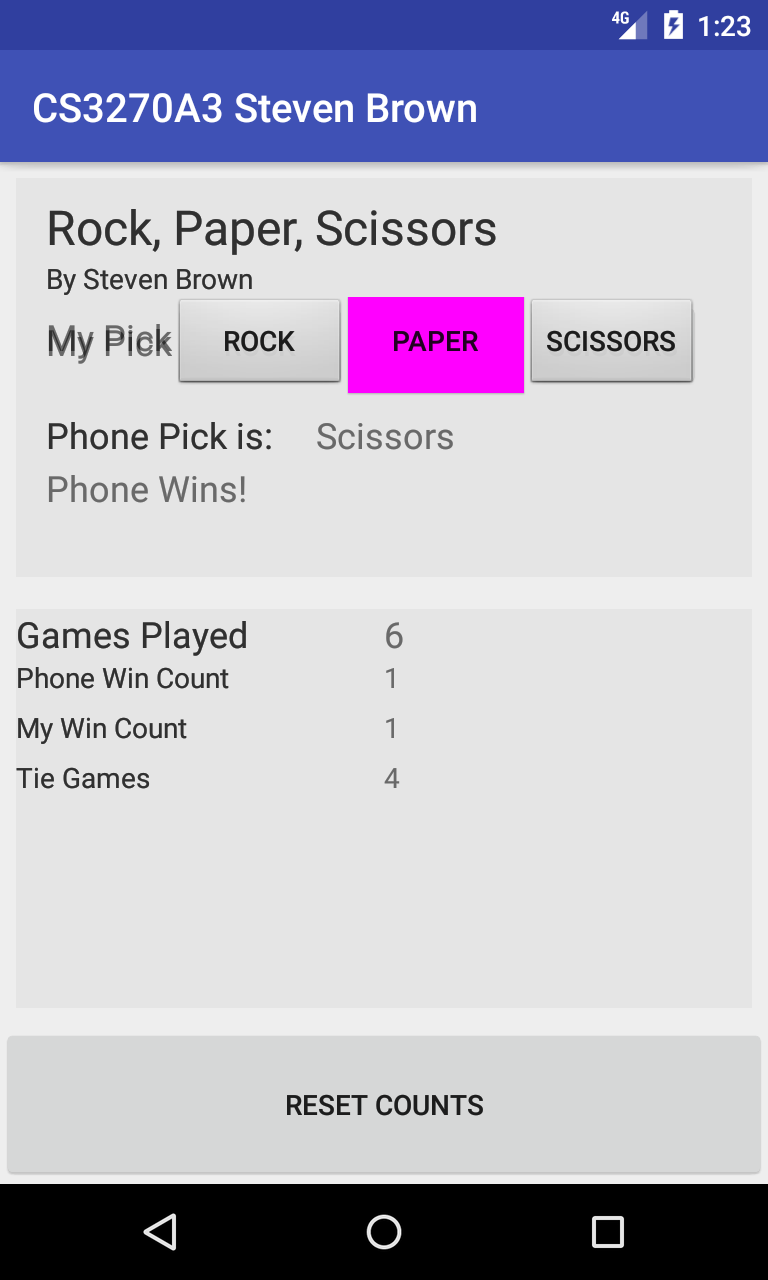 4G 1:23
CS3270A3 Steven Brown
Rock, Paper, Scissors
By Steven Brown
My Pick ROCK PAPER SCISSORS
Phone Pick is: Scissors
Phone Wins!
Games Played 6
Phone Win Count 1
My Win Count 1
Tie Games 4
RESET COUNTS